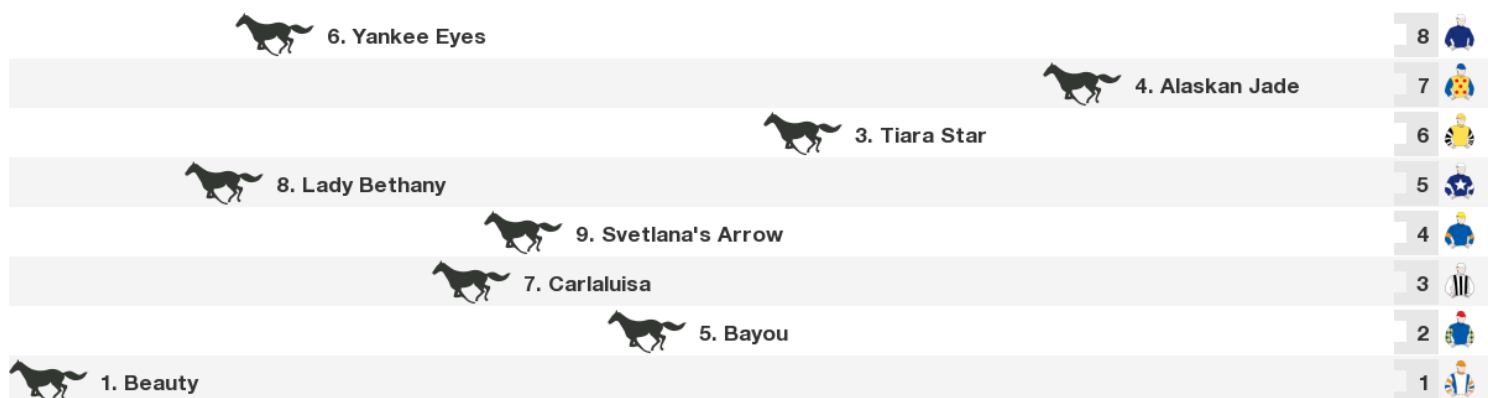 6. Yankee Eyes 8
4. Alaskan Jade 7
3. Tiara Star 6
8. Lady Bethany 5
9. Svetlana's Arrow 4
7. Carlaluisa 3
5. Bayou 2
1. Beauty 1